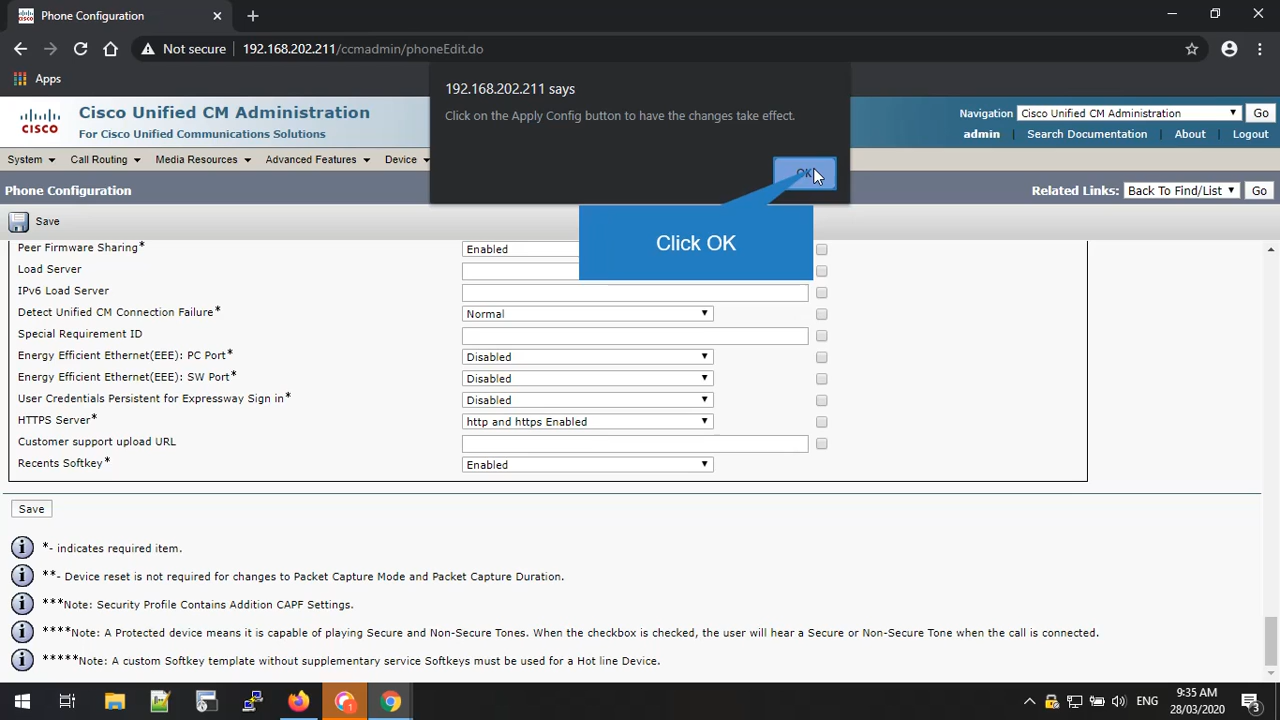 Phone Configuration
Not secure 192.168.202.211/ccmadmin/phoneEdit.do
Apps
192.168.202.211 says
Click on the Apply Config button to have the changes take effect.
OK
Click OK
CISCO
Cisco Unified CM Administration
For Cisco Unified Communications Solutions
Navigation Cisco Unified CM Administration Go
admin Search Documentation About Logout
System Call Routing Media Resources Advanced Features Device
Phone Configuration
Related Links: Back To Find/List Go
Save
Peer Firmware Sharing* Enabled
Load Server
IPv6 Load Server
Detect Unified CM Connection Failure* Normal
Special Requirement ID
Energy Efficient Ethernet(EEE): PC Port* Disabled
Energy Efficient Ethernet(EEE): SW Port* Disabled
User Credentials Persistent for Expressway Sign in* Disabled
HTTPS Server* http and https Enabled
Customer support upload URL
Recents Softkey* Enabled
Save
*- indicates required item.
**- Device reset is not required for changes to Packet Capture Mode and Packet Capture Duration.
***Note: Security Profile Contains Addition CAPF Settings.
****Note: A Protected device means it is capable of playing Secure and Non-Secure Tones. When the checkbox is checked, the user will hear a Secure or Non-Secure Tone when the call is connected.
*****Note: A custom Softkey template without supplementary service Softkeys must be used for a Hot line Device.
1
ENG
9:35 AM
28/03/2020
3